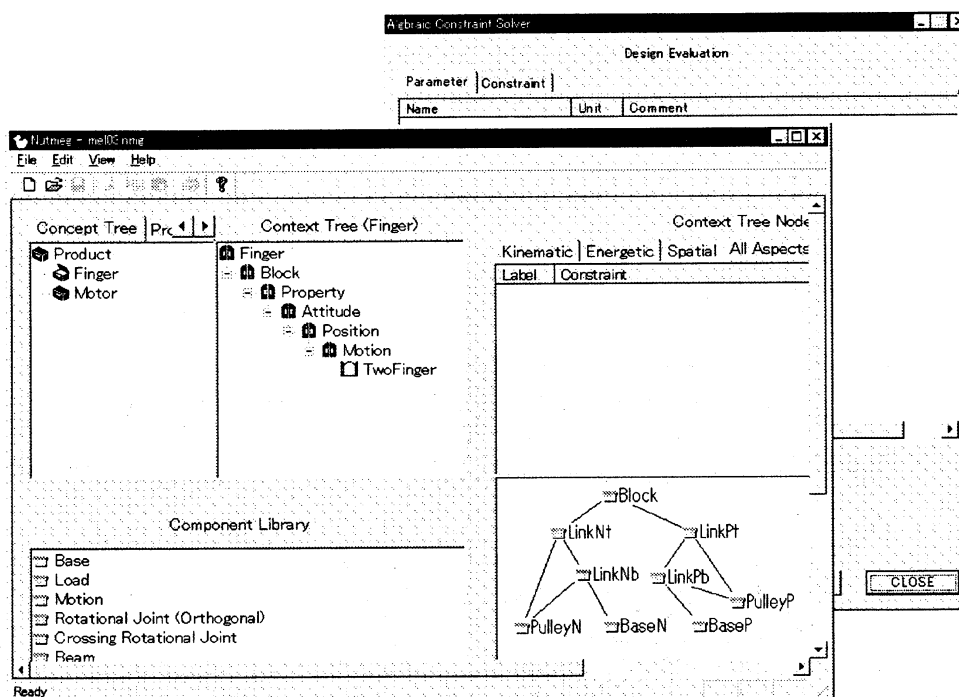 Algebraic Constraint Solver
Design Evaluation
Parameter Constraint
Name Unit Comment
Nutmeg - mel03.nmg
File Edit View Help
Concept Tree
Product
Finger
Motor
Context Tree (Finger)
Finger
Block
Property
Attitude
Position
Motion
TwoFinger
Context Tree Node
Kinematic Energetic Spatial All Aspects
Label Constraint
Component Library
Base
Load
Motion
Rotational Joint (Orthogonal)
Crossing Rotational Joint
Beam
Block
LinkNt LinkPt
LinkNb LinkPb
PulleyP
PulleyN BaseN BaseP
CLOSE
Ready